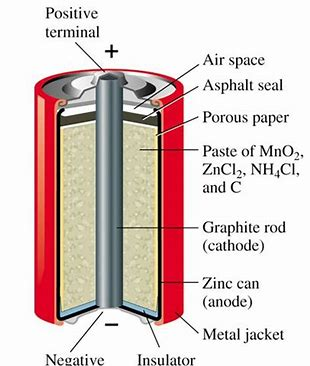 Positive
terminal
+
Air space
Asphalt seal
Porous paper
Paste of MnO₂,
ZnCl₂, NH₄Cl,
and C
Graphite rod
(cathode)
Zinc can
(anode)
Metal jacket
−
Negative
Insulator